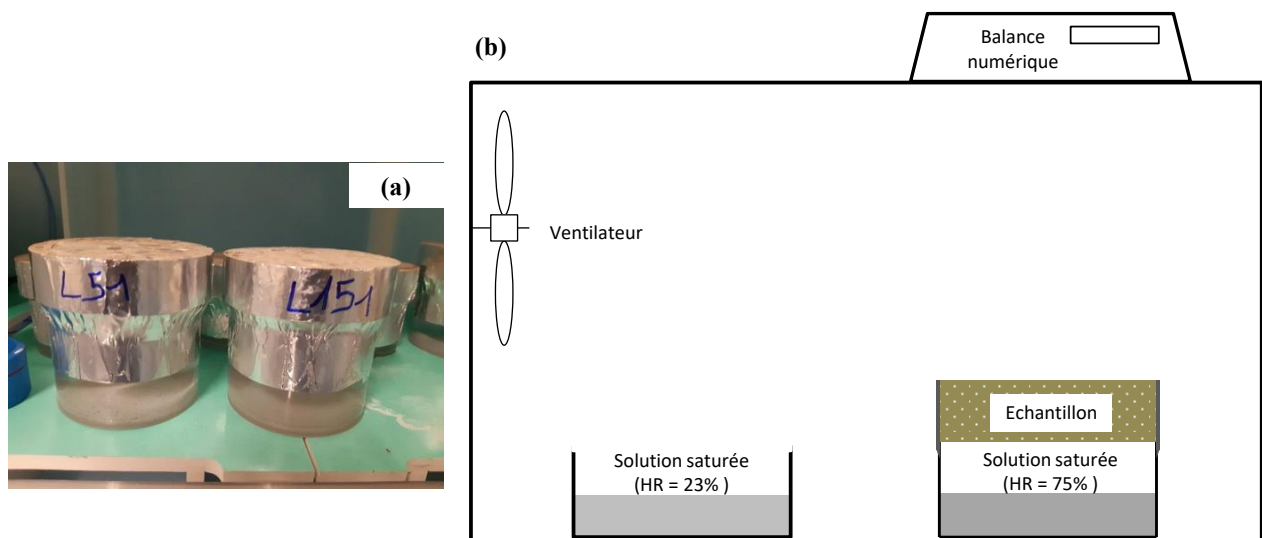 (a)
L51
L151
(b)
Balance
numérique
Ventilateur
Echantillon
Solution saturée
(HR = 23% )
Solution saturée
(HR = 75% )